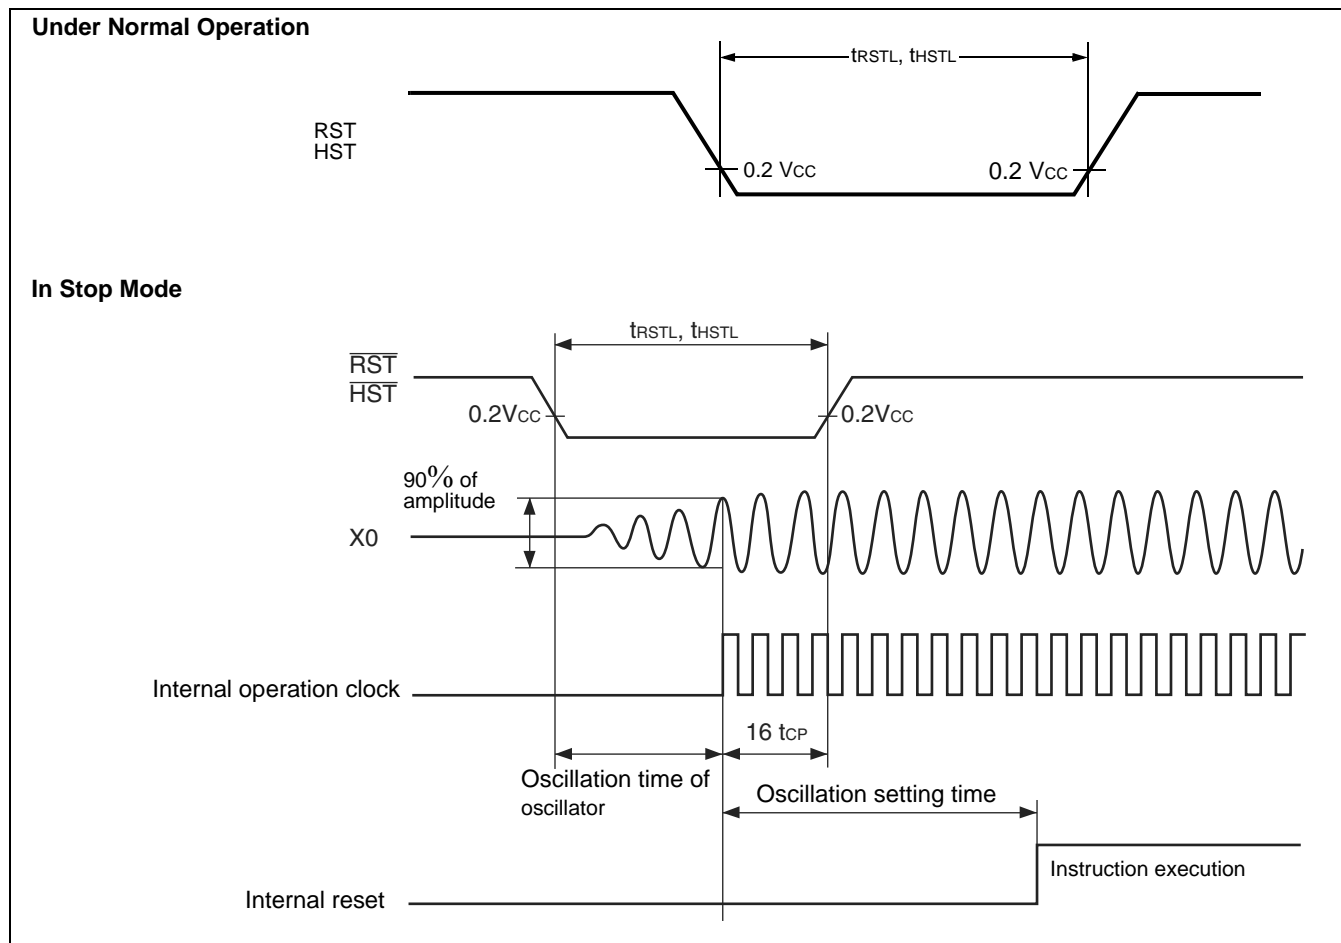 Under Normal Operation
tRSTL, tHSTL
RST
HST
0.2 VCC
0.2 VCC
In Stop Mode
tRSTL, tHSTL
RST
HST
0.2VCC
0.2VCC
90% of
amplitude
X0
Internal operation clock
16 tCP
Oscillation time of
oscillator
Oscillation setting time
Instruction execution
Internal reset